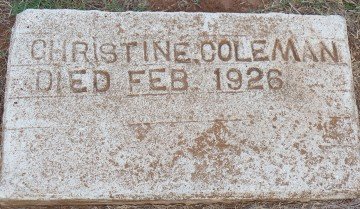 CHRISTINE COLEMAN
DIED FEB. 1926